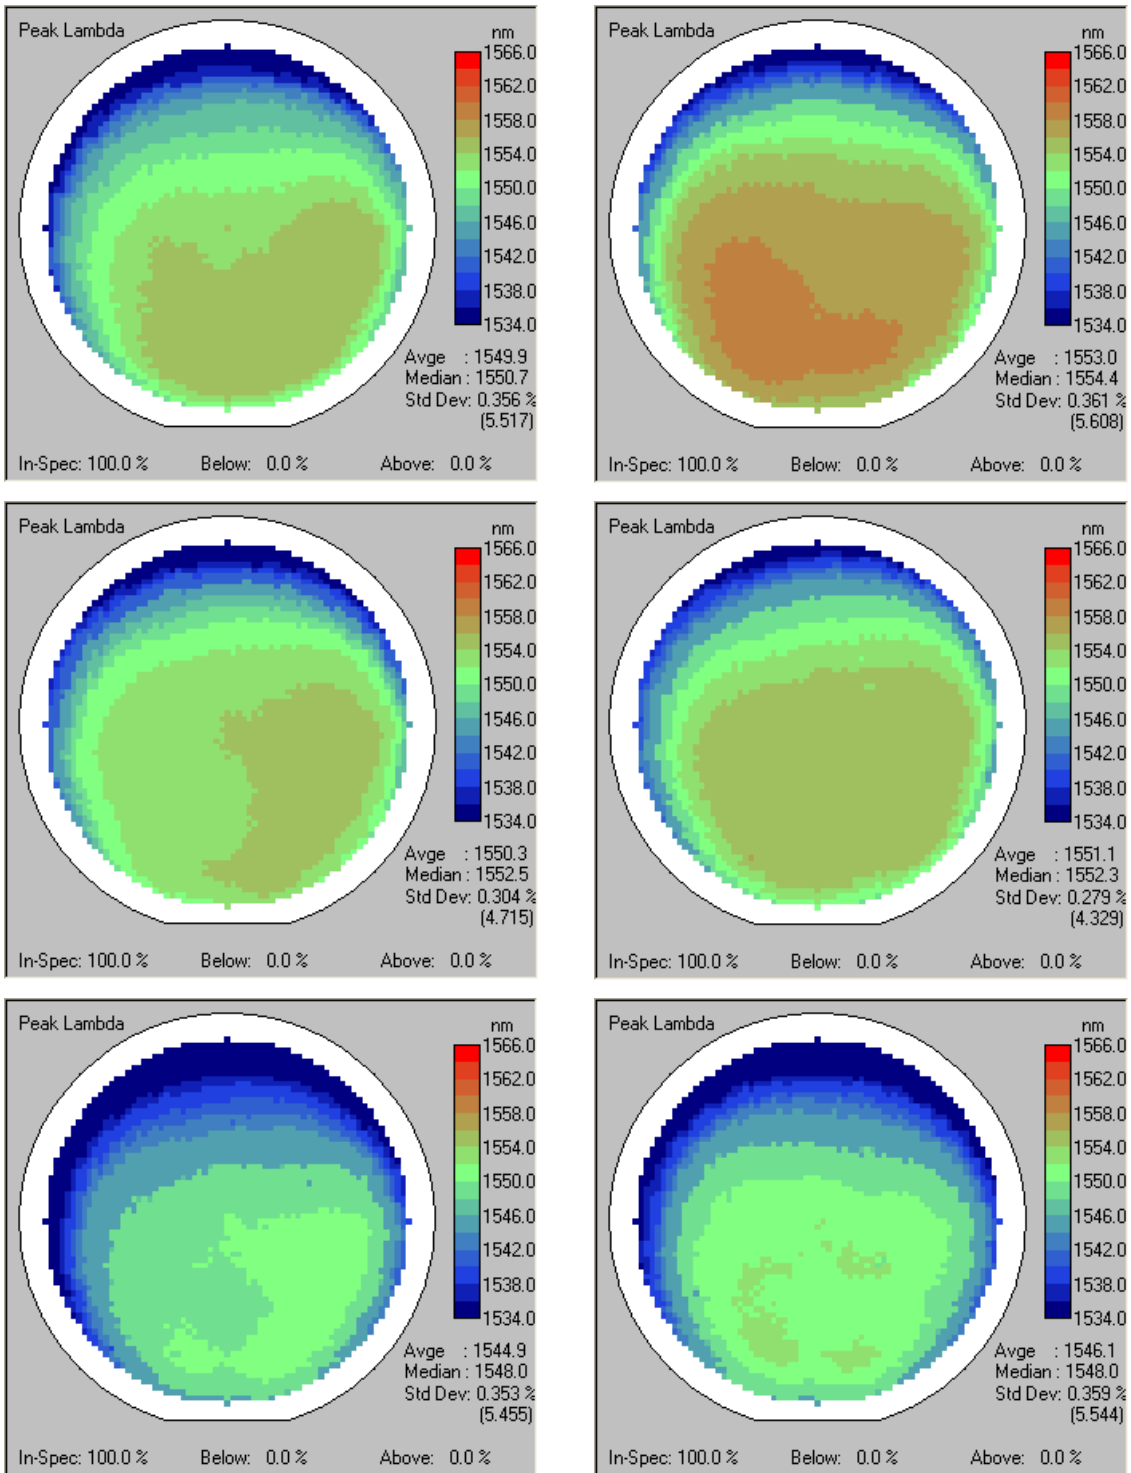 Peak Lambda
nm
1566.0
1562.0
1558.0
1554.0
1550.0
1546.0
1542.0
1538.0
1534.0
Avge : 1549.9
Median : 1550.7
Std Dev: 0.356 %
(5.517)
In-Spec: 100.0 % Below: 0.0 % Above: 0.0 %
Peak Lambda
nm
1566.0
1562.0
1558.0
1554.0
1550.0
1546.0
1542.0
1538.0
1534.0
Avge : 1553.0
Median : 1554.4
Std Dev: 0.361 %
(5.608)
In-Spec: 100.0 % Below: 0.0 % Above: 0.0 %
Peak Lambda
nm
1566.0
1562.0
1558.0
1554.0
1550.0
1546.0
1542.0
1538.0
1534.0
Avge : 1550.3
Median : 1552.5
Std Dev: 0.304 %
(4.715)
In-Spec: 100.0 % Below: 0.0 % Above: 0.0 %
Peak Lambda
nm
1566.0
1562.0
1558.0
1554.0
1550.0
1546.0
1542.0
1538.0
1534.0
Avge : 1551.1
Median : 1552.3
Std Dev: 0.279 %
(4.329)
In-Spec: 100.0 % Below: 0.0 % Above: 0.0 %
Peak Lambda
nm
1566.0
1562.0
1558.0
1554.0
1550.0
1546.0
1542.0
1538.0
1534.0
Avge : 1544.9
Median : 1548.0
Std Dev: 0.353 %
(5.455)
In-Spec: 100.0 % Below: 0.0 % Above: 0.0 %
Peak Lambda
nm
1566.0
1562.0
1558.0
1554.0
1550.0
1546.0
1542.0
1538.0
1534.0
Avge : 1546.1
Median : 1548.0
Std Dev: 0.359 %
(5.544)
In-Spec: 100.0 % Below: 0.0 % Above: 0.0 %